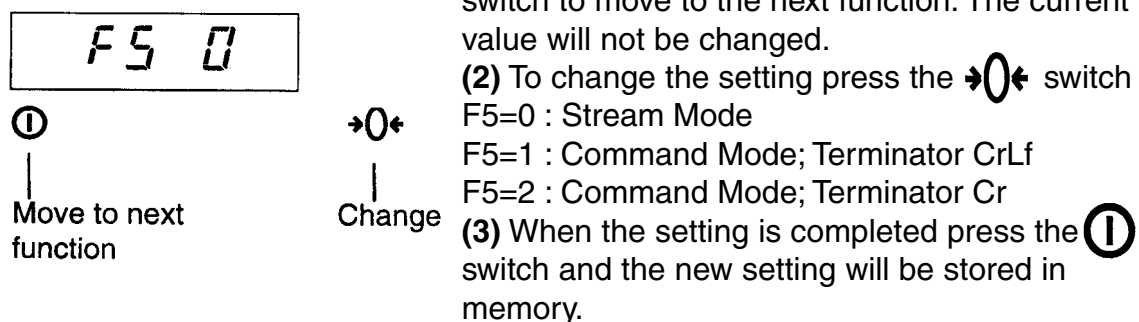 switch to move to the next function. The current
value will not be changed.
(2) To change the setting press the →0← switch
F5=0 : Stream Mode
F5=1 : Command Mode; Terminator CrLf
F5=2 : Command Mode; Terminator Cr
(3) When the setting is completed press the
switch and the new setting will be stored in
memory.
F5 0
→0←
Move to next
function
Change